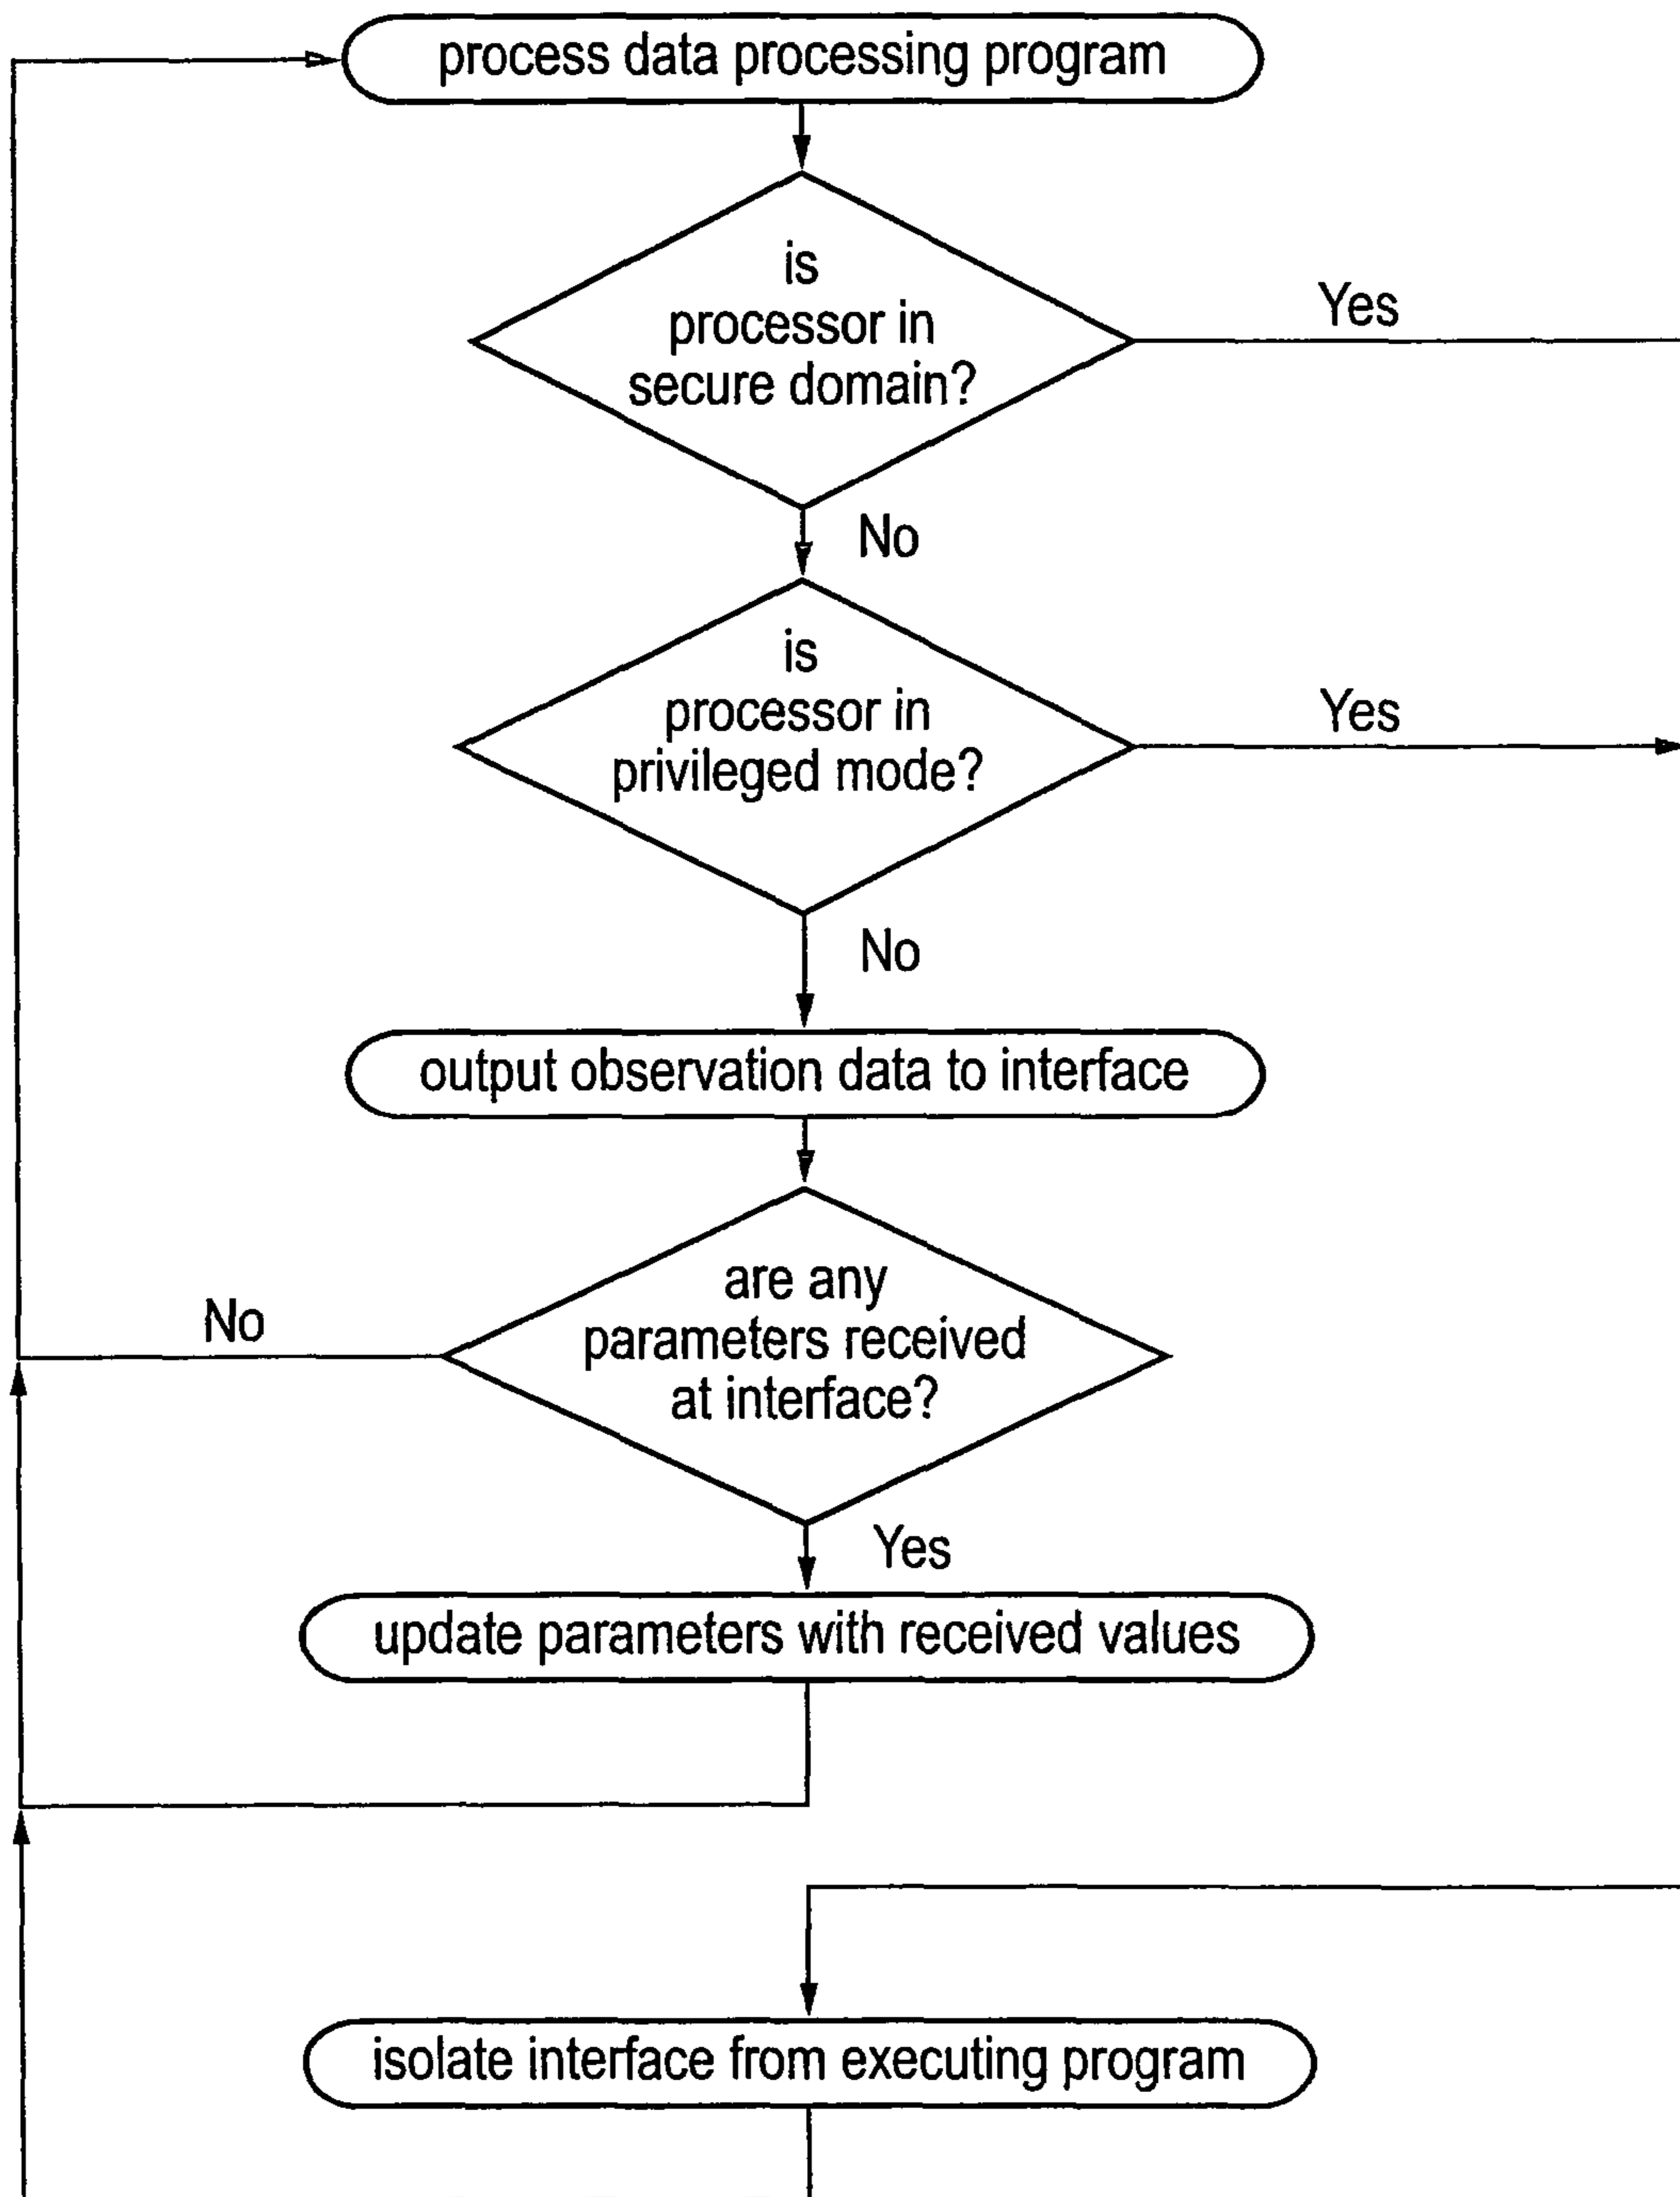 process data processing program
is
processor in
secure domain?
Yes
No
is
processor in
privileged mode?
Yes
No
output observation data to interface
are any
parameters received
at interface?
No
Yes
update parameters with received values
isolate interface from executing program